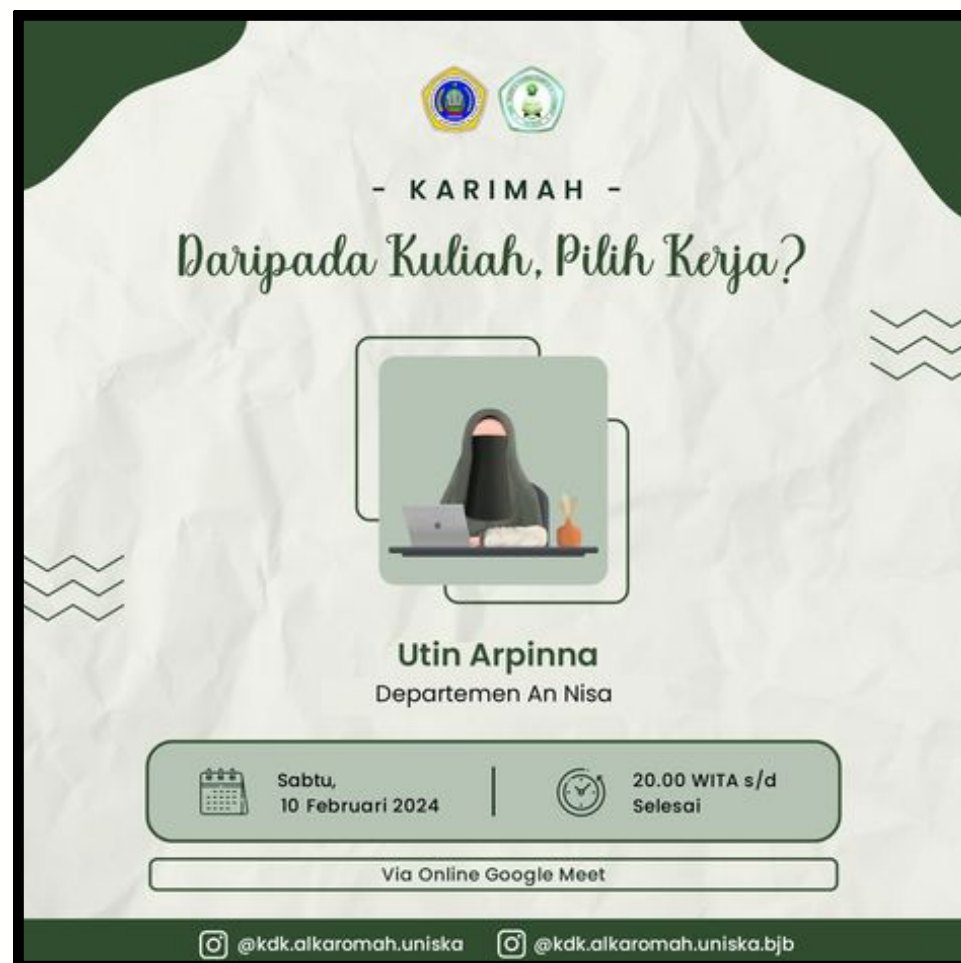 - KARIMAH -
Daripada Kuliah, Pilih Kerja?
Utin Arpinna
Departemen An Nisa
Sabtu,
10 Februari 2024
20.00 WITA s/d
Selesai
Via Online Google Meet
@kdk.alkaromah.uniska
@kdk.alkaromah.uniska.bjb